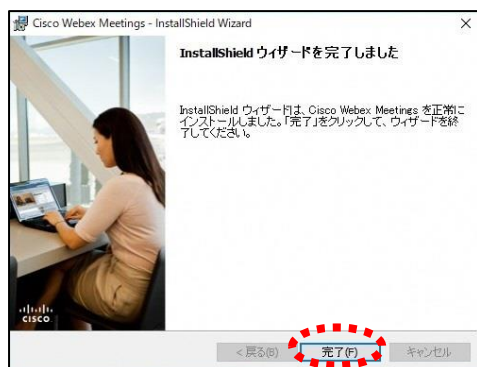 Cisco Webex Meetings - InstallShield Wizard
InstallShield ウィザードを完了しました
InstallShield ウィザードは、Cisco Webex Meetings を正常に
インストールしました。「完了」をクリックして、ウィザードを終
了してください。
CISCO
< 戻る(B)
完了(F)
キャンセル